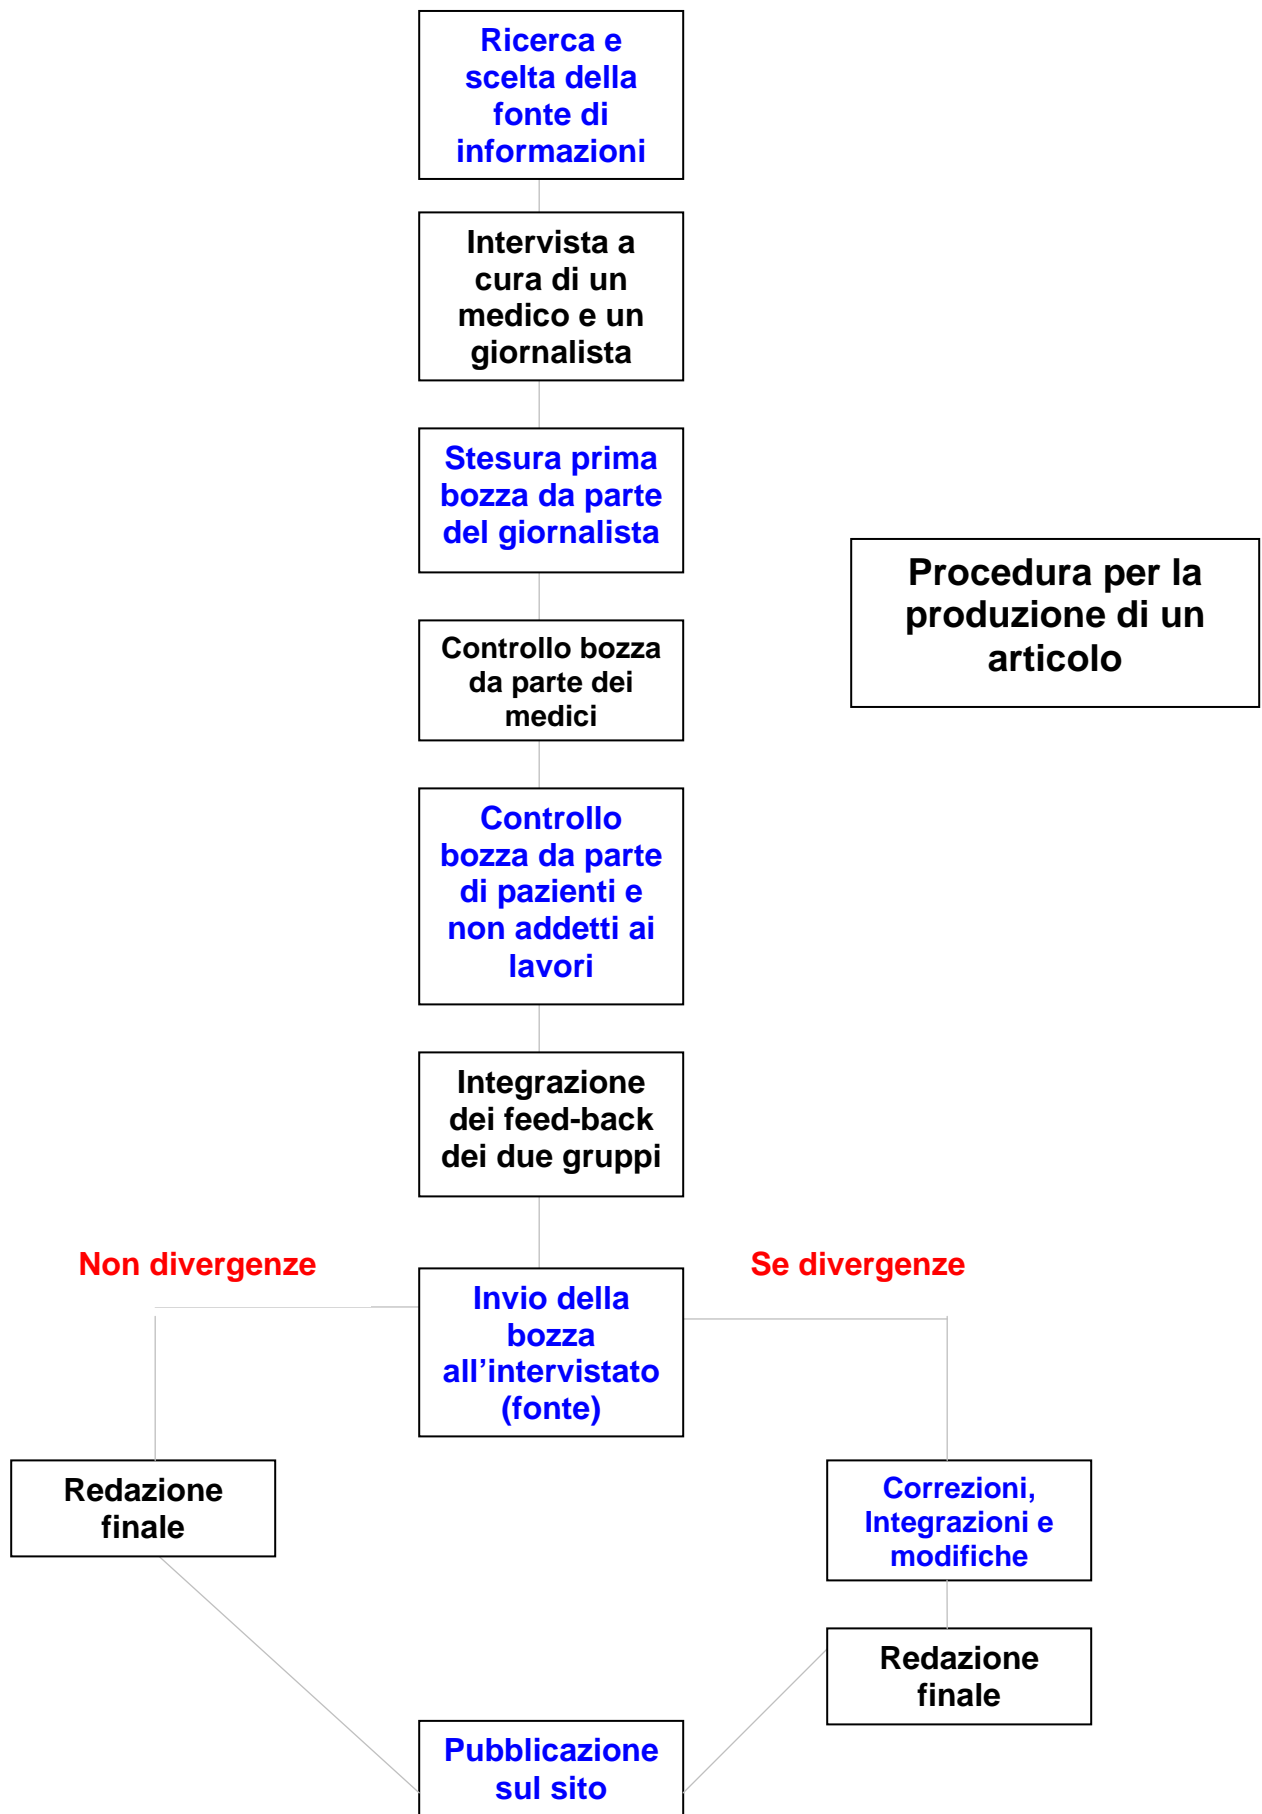 Ricerca e
scelta della
fonte di
informazioni
Intervista a
cura di un
medico e un
giornalista
Stesura prima
bozza da parte
del giornalista
Procedura per la
produzione di un
articolo
Controllo bozza
da parte dei
medici
Controllo
bozza da parte
di pazienti e
non addetti ai
lavori
Integrazione
dei feed-back
dei due gruppi
Non divergenze
Se divergenze
Invio della
bozza
all’intervistato
(fonte)
Redazione
finale
Correzioni,
Integrazioni e
modifiche
Redazione
finale
Pubblicazione
sul sito